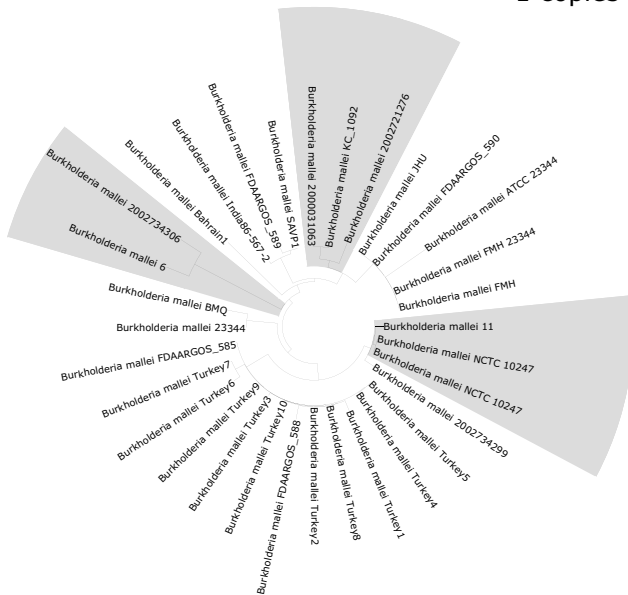 Burkholderia mallei 2000031063
Burkholderia mallei KC_1092
Burkholderia mallei 2002721276
Burkholderia mallei JHU
Burkholderia mallei FDAARGOS_590
Burkholderia mallei ATCC 23344
Burkholderia mallei FMH 23344
Burkholderia mallei FMH
Burkholderia mallei 11
Burkholderia mallei NCTC 10247
Burkholderia mallei NCTC 10247
Burkholderia mallei 2002734299
Burkholderia mallei Turkey5
Burkholderia mallei Turkey4
Burkholderia mallei Turkey1
Burkholderia mallei Turkey8
Burkholderia mallei Turkey2
Burkholderia mallei FDAARGOS_588
Burkholderia mallei Turkey10
Burkholderia mallei Turkey3
Burkholderia mallei Turkey9
Burkholderia mallei Turkey6
Burkholderia mallei Turkey7
Burkholderia mallei FDAARGOS_585
Burkholderia mallei 23344
Burkholderia mallei BMQ
Burkholderia mallei 6
Burkholderia mallei 2002734306
Burkholderia mallei Bahrain1
Burkholderia mallei India86-567-2
Burkholderia mallei FDAARGOS_589
Burkholderia mallei SAVP1